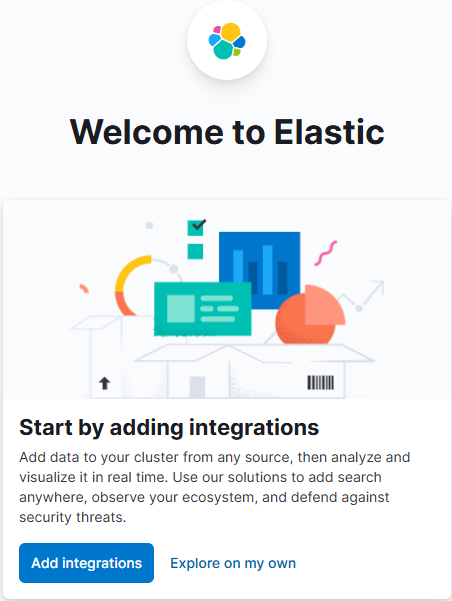 Welcome to Elastic
Start by adding integrations
Add data to your cluster from any source, then analyze and
visualize it in real time. Use our solutions to add search
anywhere, observe your ecosystem, and defend against
security threats.
Add integrations
Explore on my own